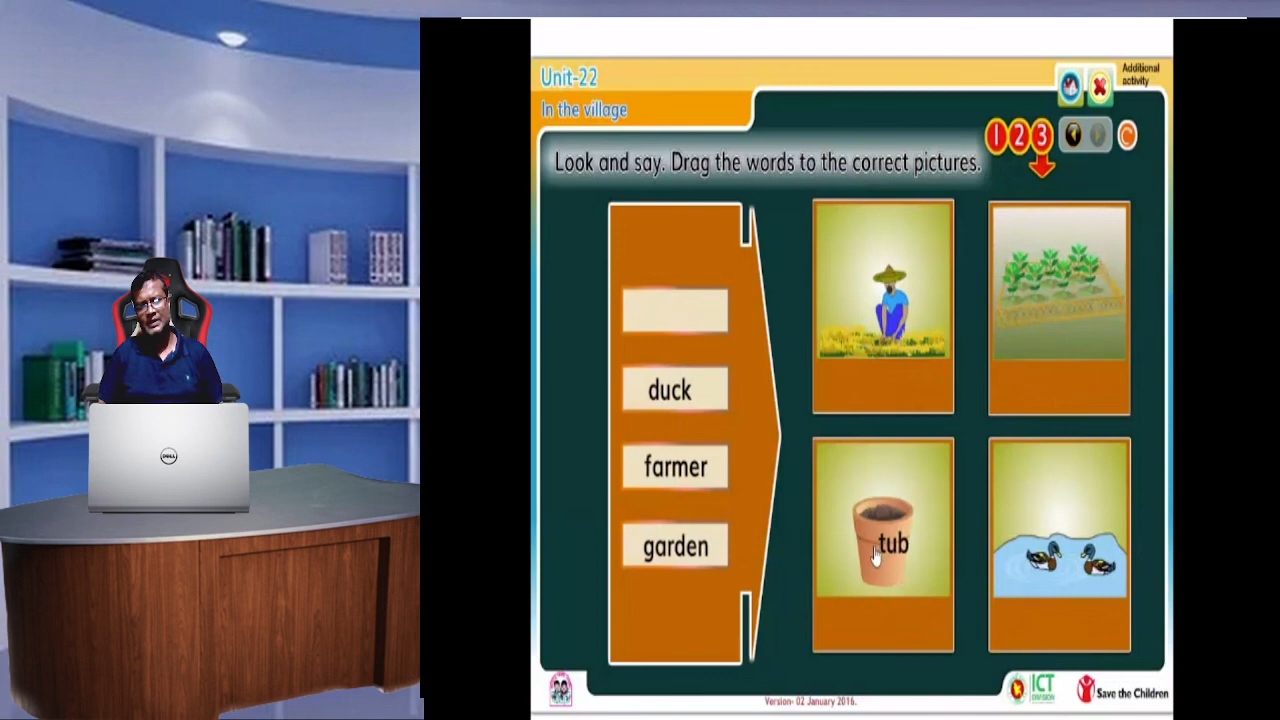 Unit-22
In the village
Additional
activity
1 2 3
Look and say. Drag the words to the correct pictures.
duck
farmer
garden
tub
DELL
Version- 02 January 2016.
ICT
DIVISION
Save the Children